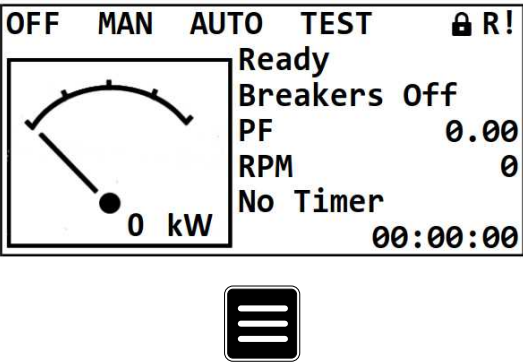 OFF MAN AUTO TEST R!
Ready
Breakers Off
PF 0.00
RPM 0
No Timer
00:00:00
0 kW